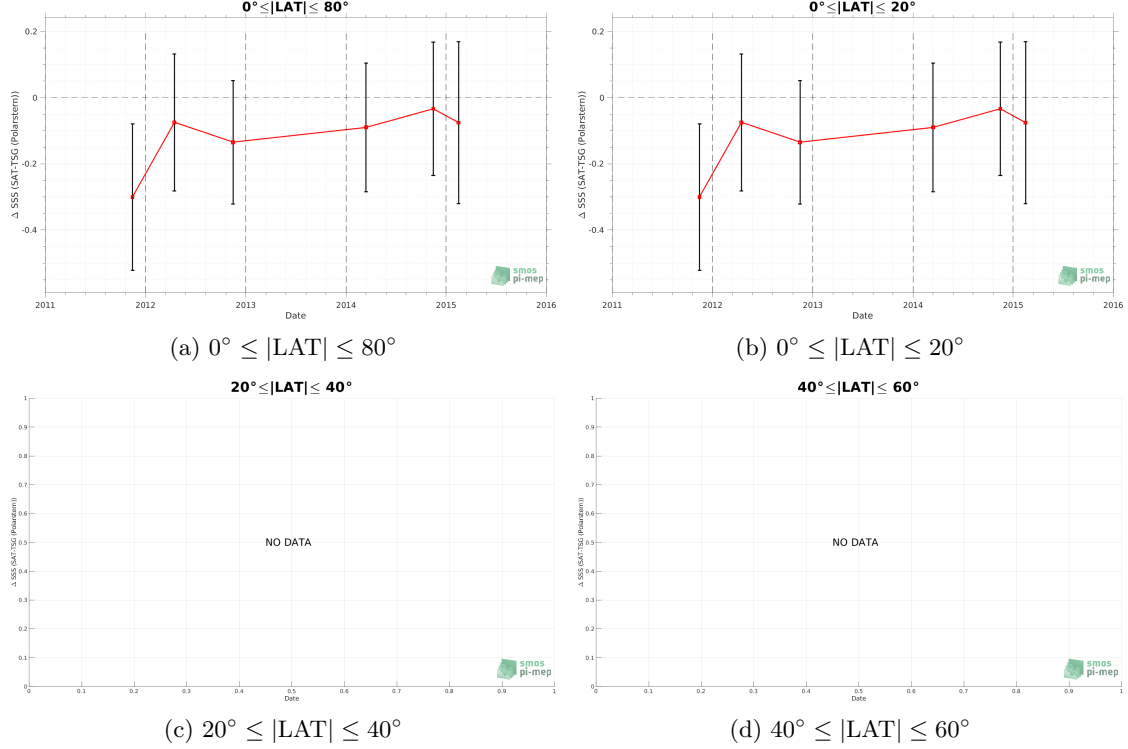 0°≤|LAT|≤ 80°
0.2
0
-0.2
-0.4
Δ SSS (SAT-TSG (Polarstern))
smos
pi-mep
2011 2012 2013 2014 2015 2016
Date
(a) 0° ≤ |LAT| ≤ 80°
0°≤|LAT|≤ 20°
0.2
0
-0.2
-0.4
Δ SSS (SAT-TSG (Polarstern))
smos
pi-mep
2011 2012 2013 2014 2015 2016
Date
(b) 0° ≤ |LAT| ≤ 20°
20°≤|LAT|≤ 40°
1
0.9
0.8
0.7
0.6
0.5
0.4
0.3
0.2
0.1
0
Δ SSS (SAT-TSG (Polarstern))
NO DATA
smos
pi-mep
0 0.1 0.2 0.3 0.4 0.5 0.6 0.7 0.8 0.9 1
Date
(c) 20° ≤ |LAT| ≤ 40°
40°≤|LAT|≤ 60°
1
0.9
0.8
0.7
0.6
0.5
0.4
0.3
0.2
0.1
0
Δ SSS (SAT-TSG (Polarstern))
NO DATA
smos
pi-mep
0 0.1 0.2 0.3 0.4 0.5 0.6 0.7 0.8 0.9 1
Date
(d) 40° ≤ |LAT| ≤ 60°